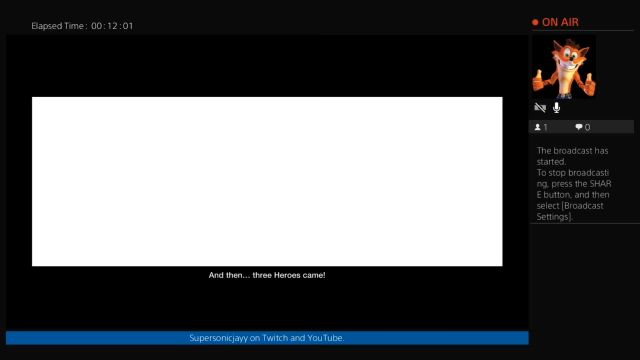 Elapsed Time : 00:12:01
ON AIR
1
0
The broadcast has
started.
To stop broadcasti
ng, press the SHAR
E button, and then
select [Broadcast
Settings].
And then... three Heroes came!
Supersonicjayy on Twitch and YouTube.